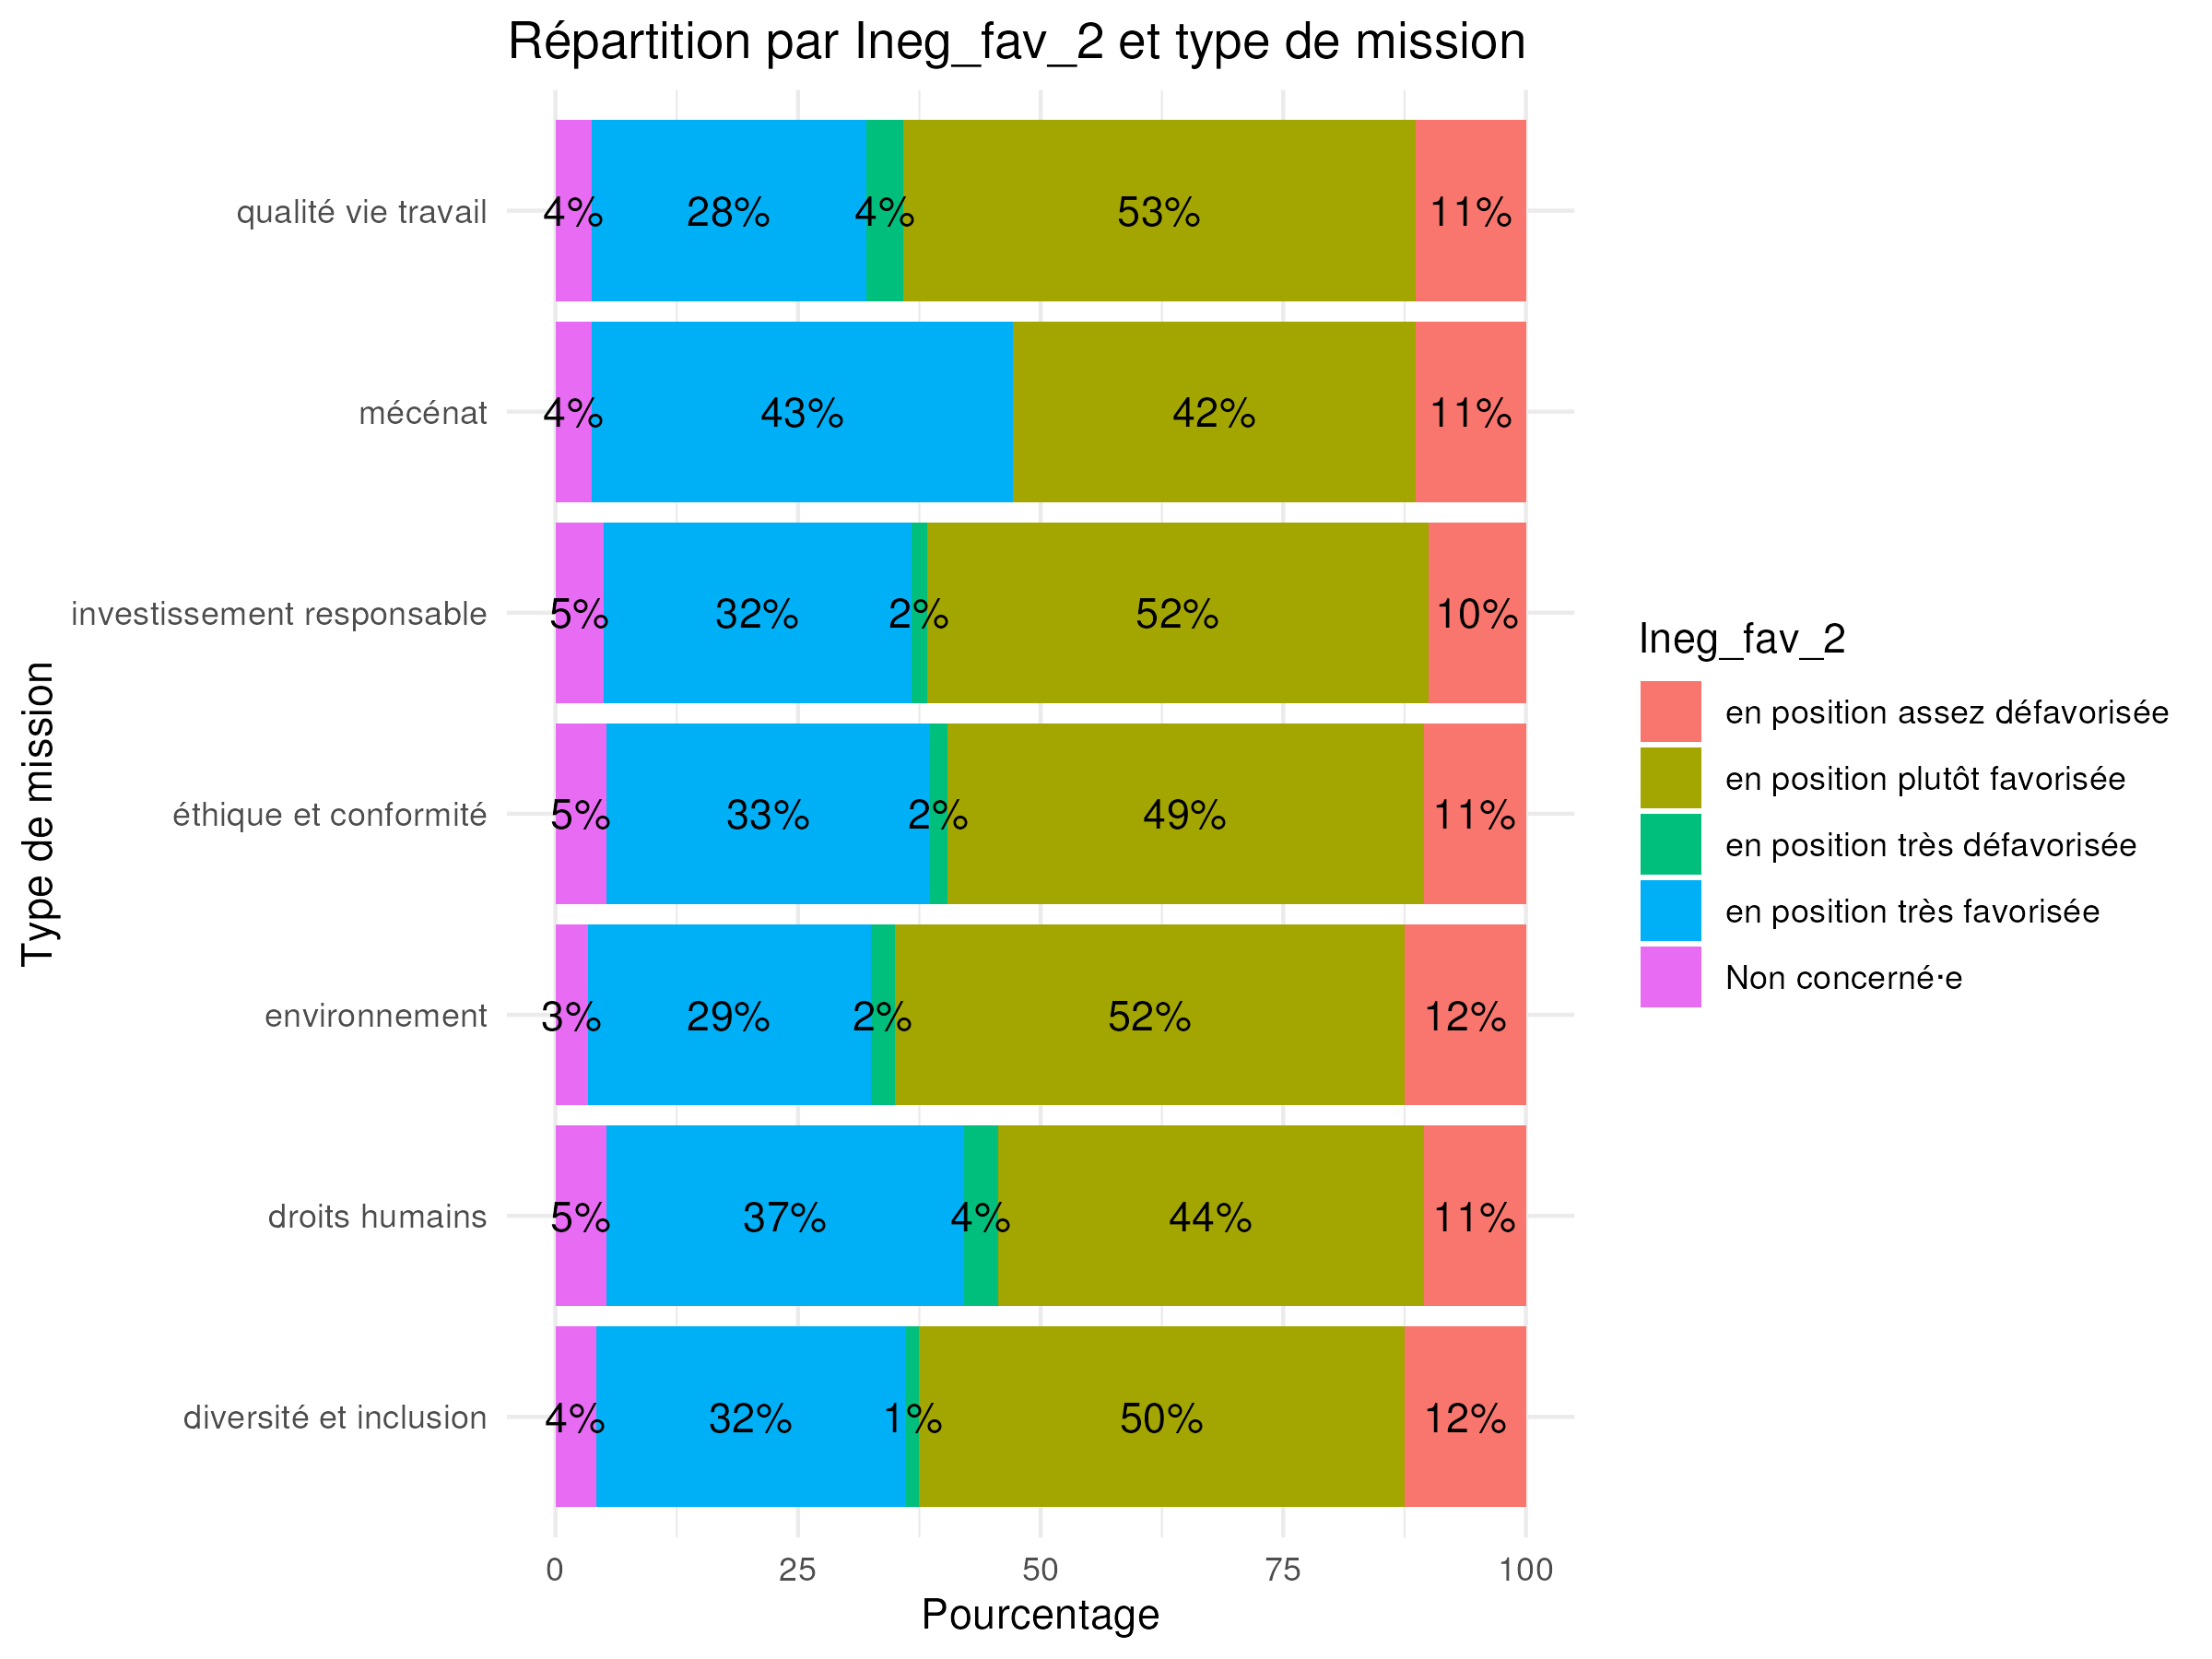 Répartition par Ineg_fav_2 et type de mission
qualité vie travail
4% 28% 4% 53% 11%
mécénat
4% 43% 42% 11%
investissement responsable
5% 32% 2% 52% 10%
éthique et conformité
5% 33% 2% 49% 11%
environnement
3% 29% 2% 52% 12%
droits humains
5% 37% 4% 44% 11%
diversité et inclusion
4% 32% 1% 50% 12%
0 25 50 75 100
Pourcentage
Type de mission
Ineg_fav_2
en position assez défavorisée
en position plutôt favorisée
en position très défavorisée
en position très favorisée
Non concerné·e